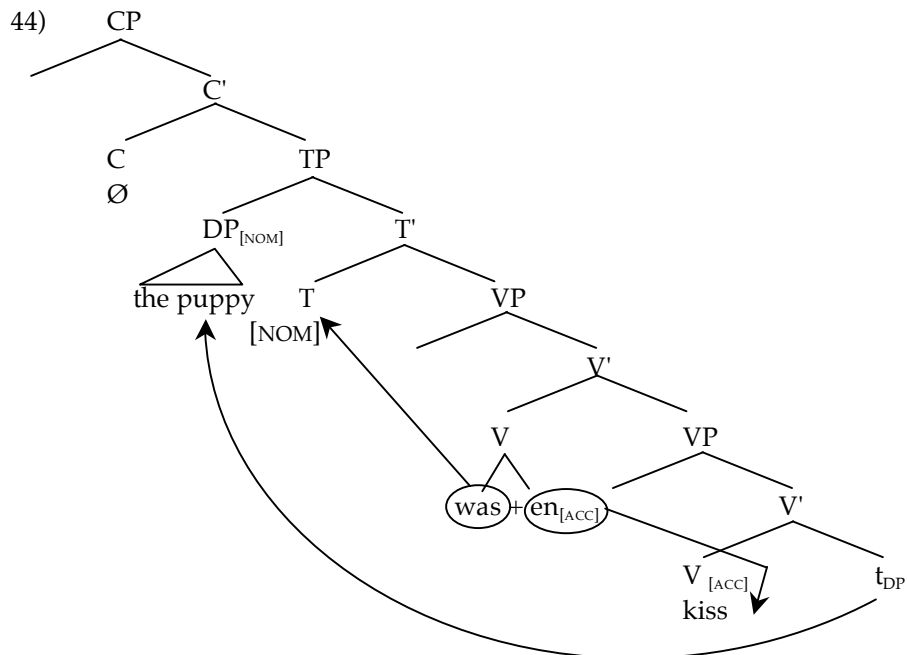 44) CP
C'
C TP
Ø
DP[NOM] T'
the puppy T VP
[NOM]
V'
V VP
was + en[ACC] V'
V [ACC] tDP
kiss